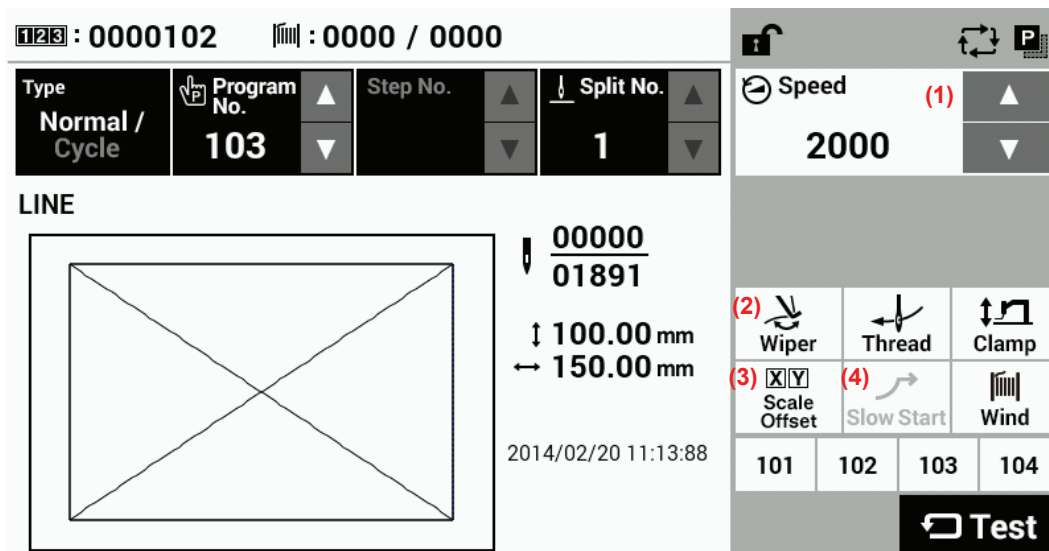 123 : 0000102 : 0000 / 0000
P
Type
Normal /
Cycle
P Program
No.
103
Step No.
Split No.
1
Speed
(1)
2000
LINE
00000
01891
100.00 mm
150.00 mm
2014/02/20 11:13:88
(2)
Wiper
Thread
Clamp
(3) X Y
Scale
Offset
(4)
Slow Start
Wind
101 102 103 104
Test